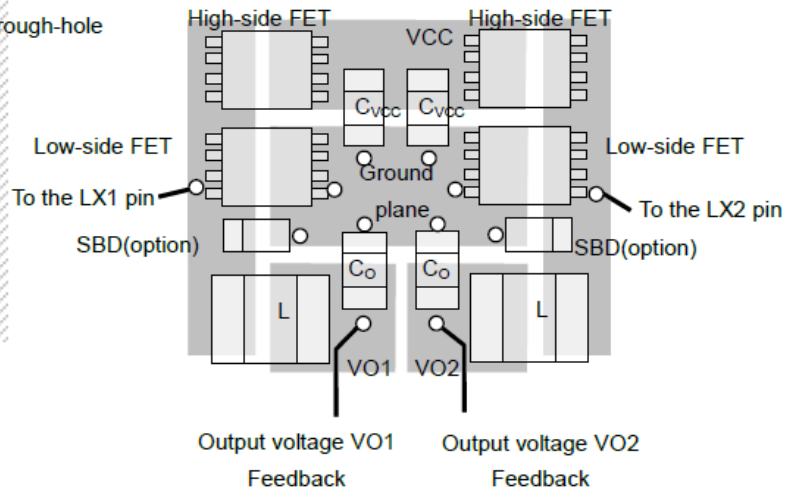 High-side FET
High-side FET
rough-hole
VCC
CVCC
CVCC
Low-side FET
Low-side FET
Ground
plane
To the LX1 pin
To the LX2 pin
SBD(option)
SBD(option)
CO
CO
L
L
VO1
VO2
Output voltage VO1
Feedback
Output voltage VO2
Feedback